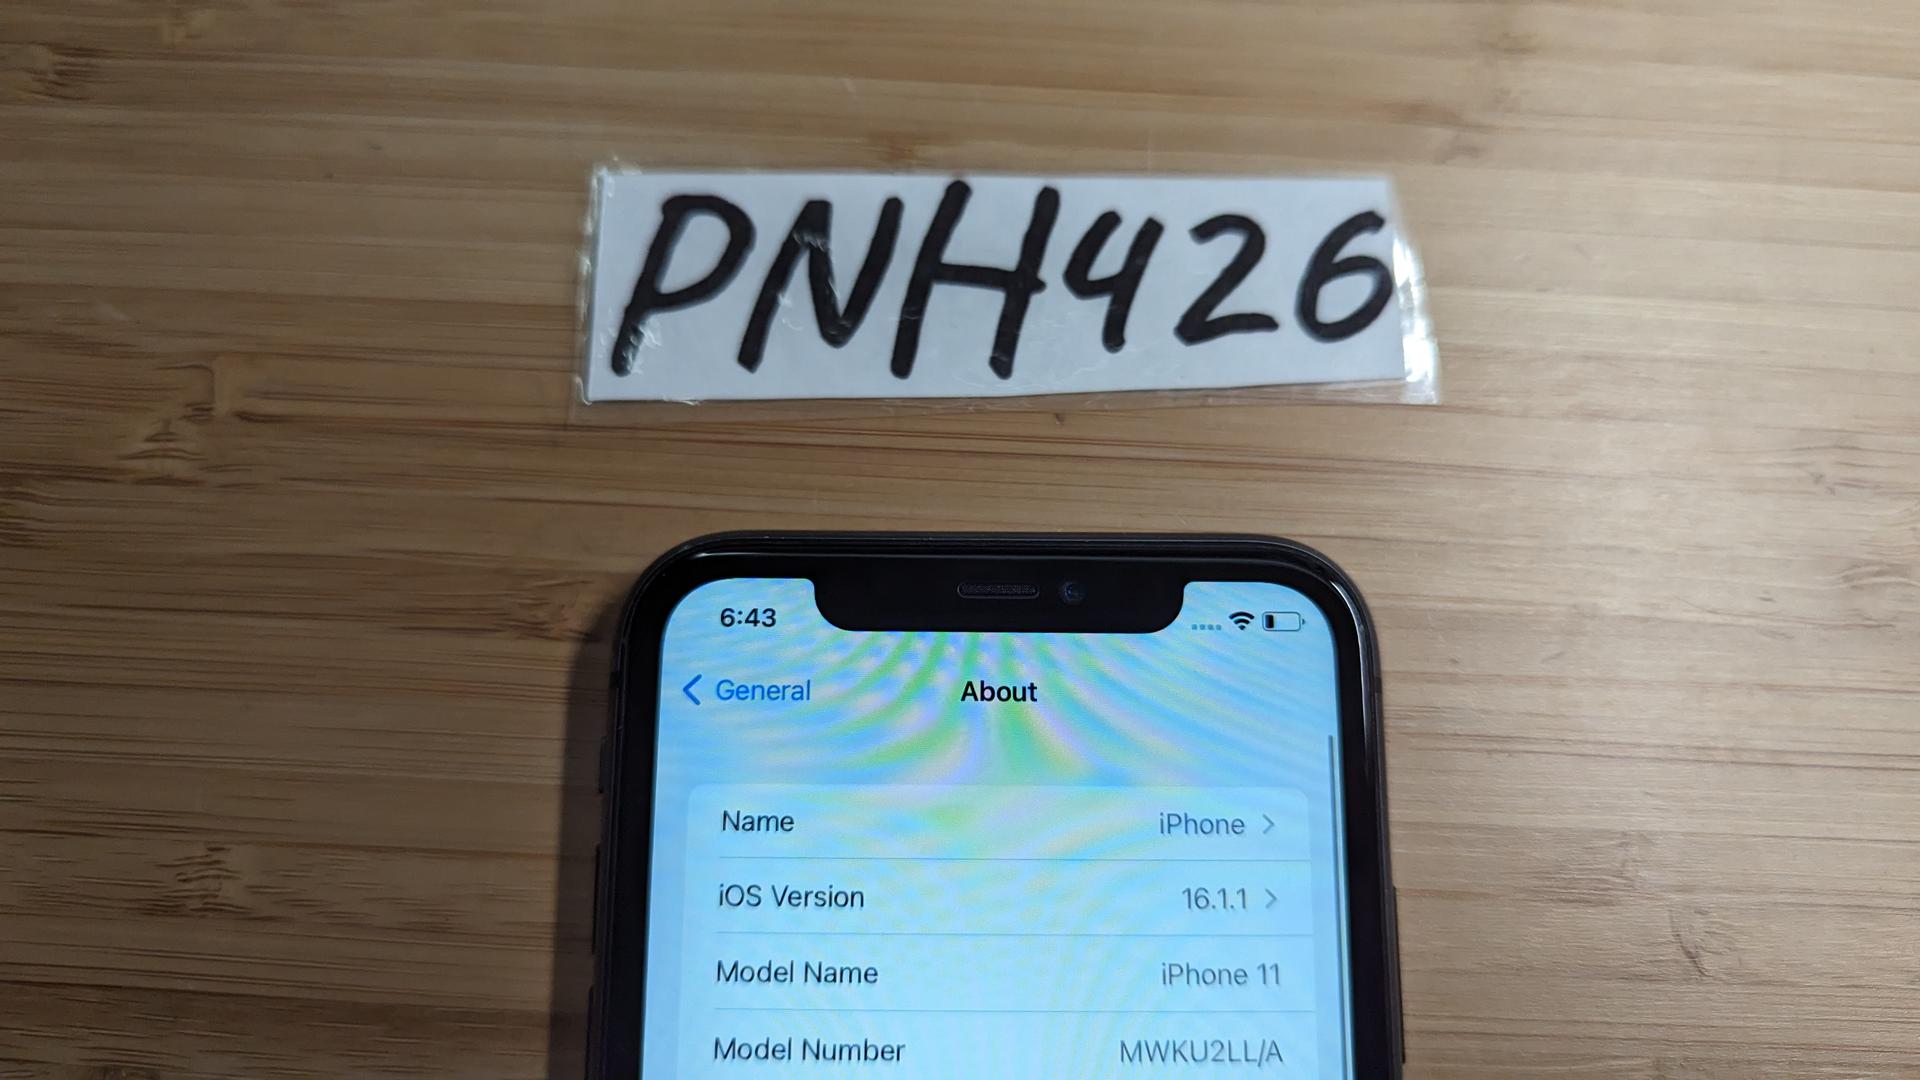 PNH426
6:43
General
About
Name iPhone
iOS Version 16.1.1
Model Name iPhone 11
Model Number MWKU2LL/A